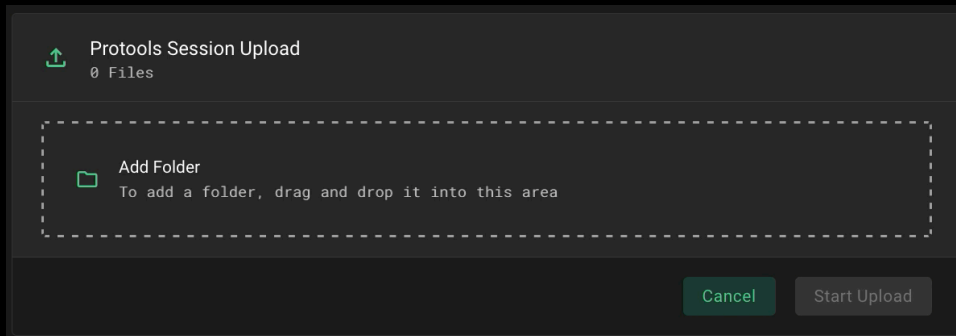 Protools Session Upload
0 Files
Add Folder
To add a folder, drag and drop it into this area
Cancel
Start Upload